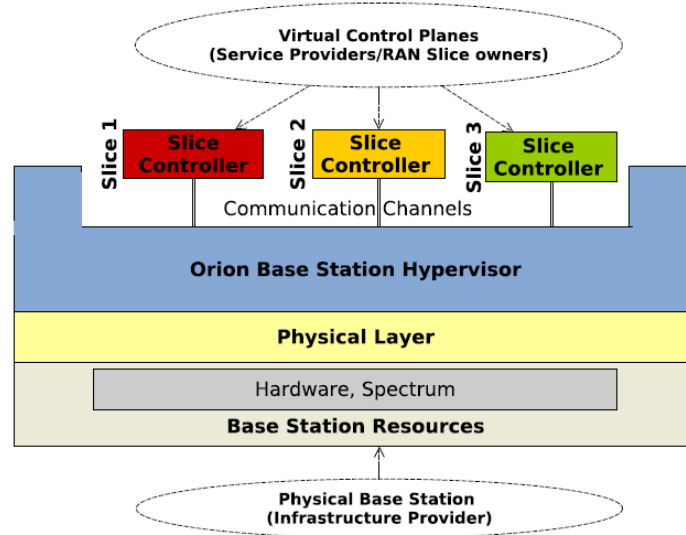 Virtual Control Planes
(Service Providers/RAN Slice owners)
Slice 1
Slice
Controller
Slice 2
Slice
Controller
Slice 3
Slice
Controller
Communication Channels
Orion Base Station Hypervisor
Physical Layer
Hardware, Spectrum
Base Station Resources
Physical Base Station
(Infrastructure Provider)